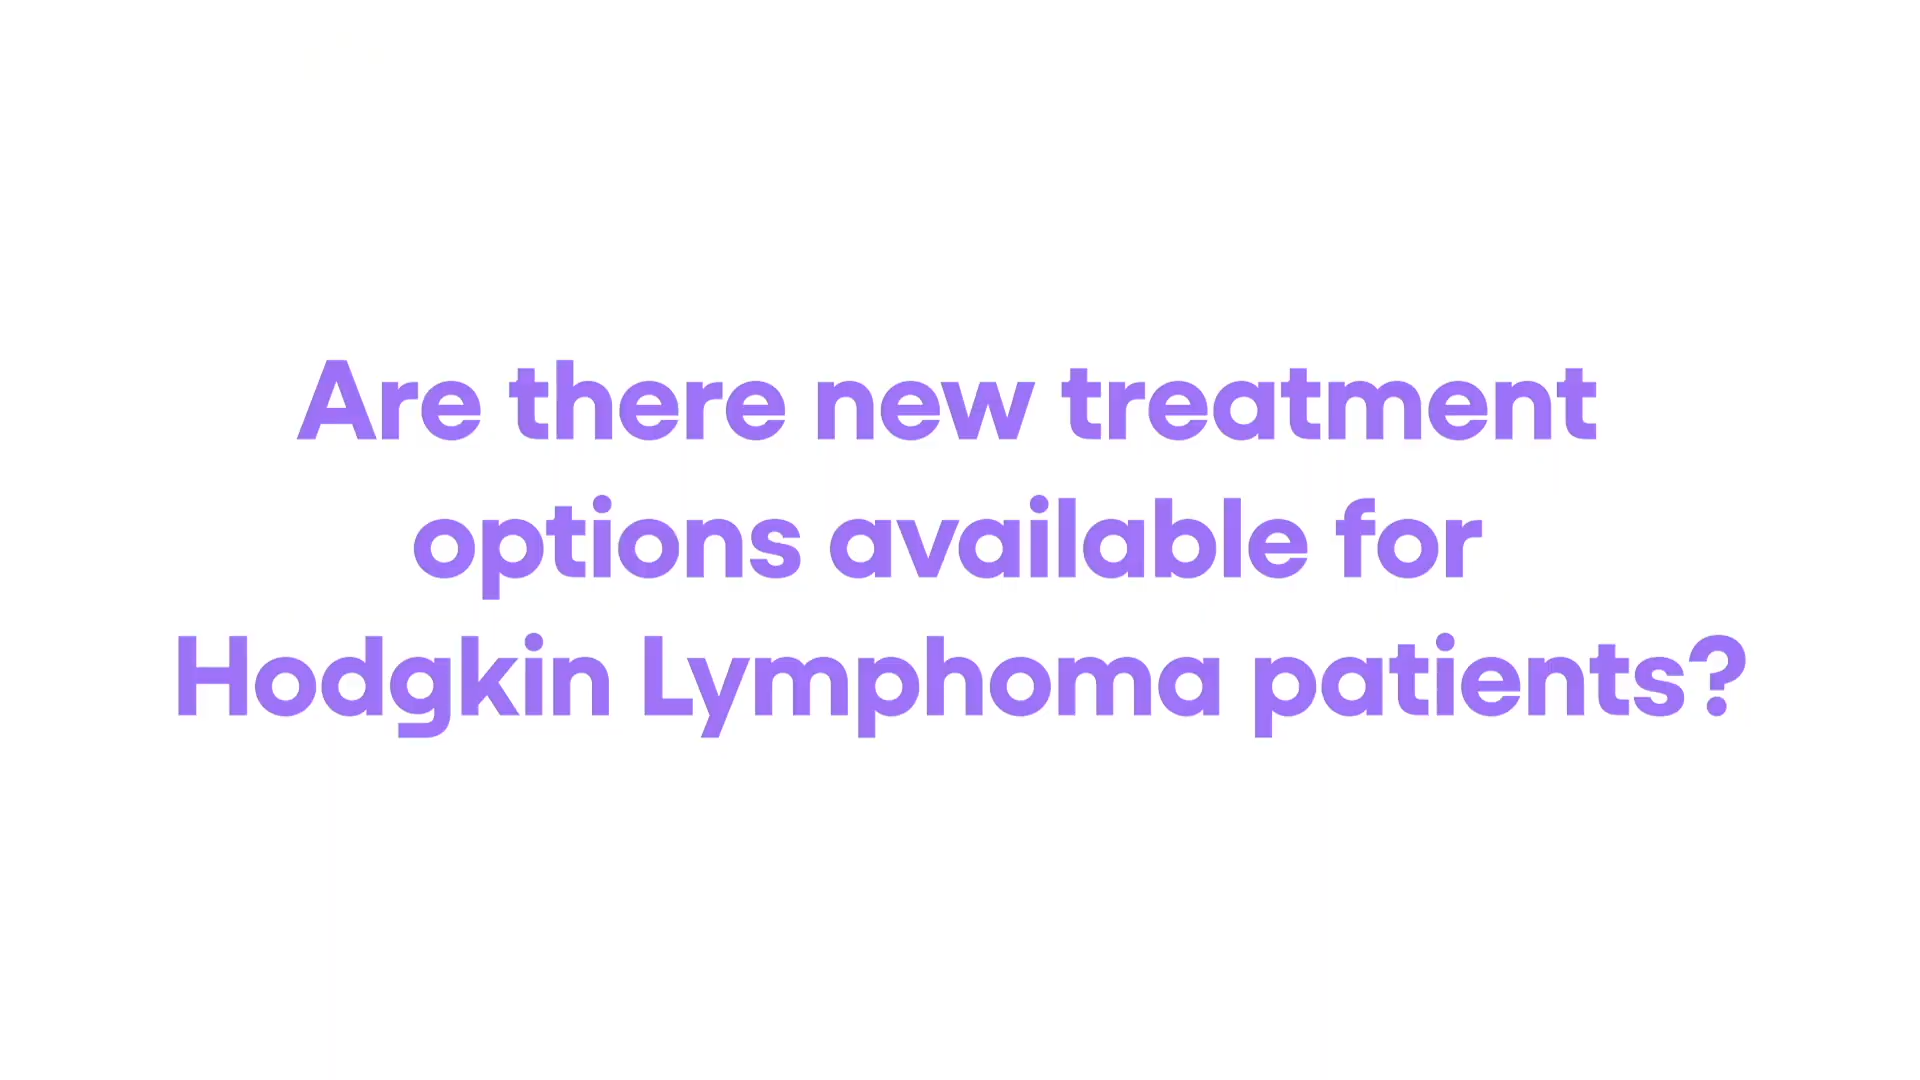 Are there new treatment
options available for
Hodgkin Lymphoma patients?